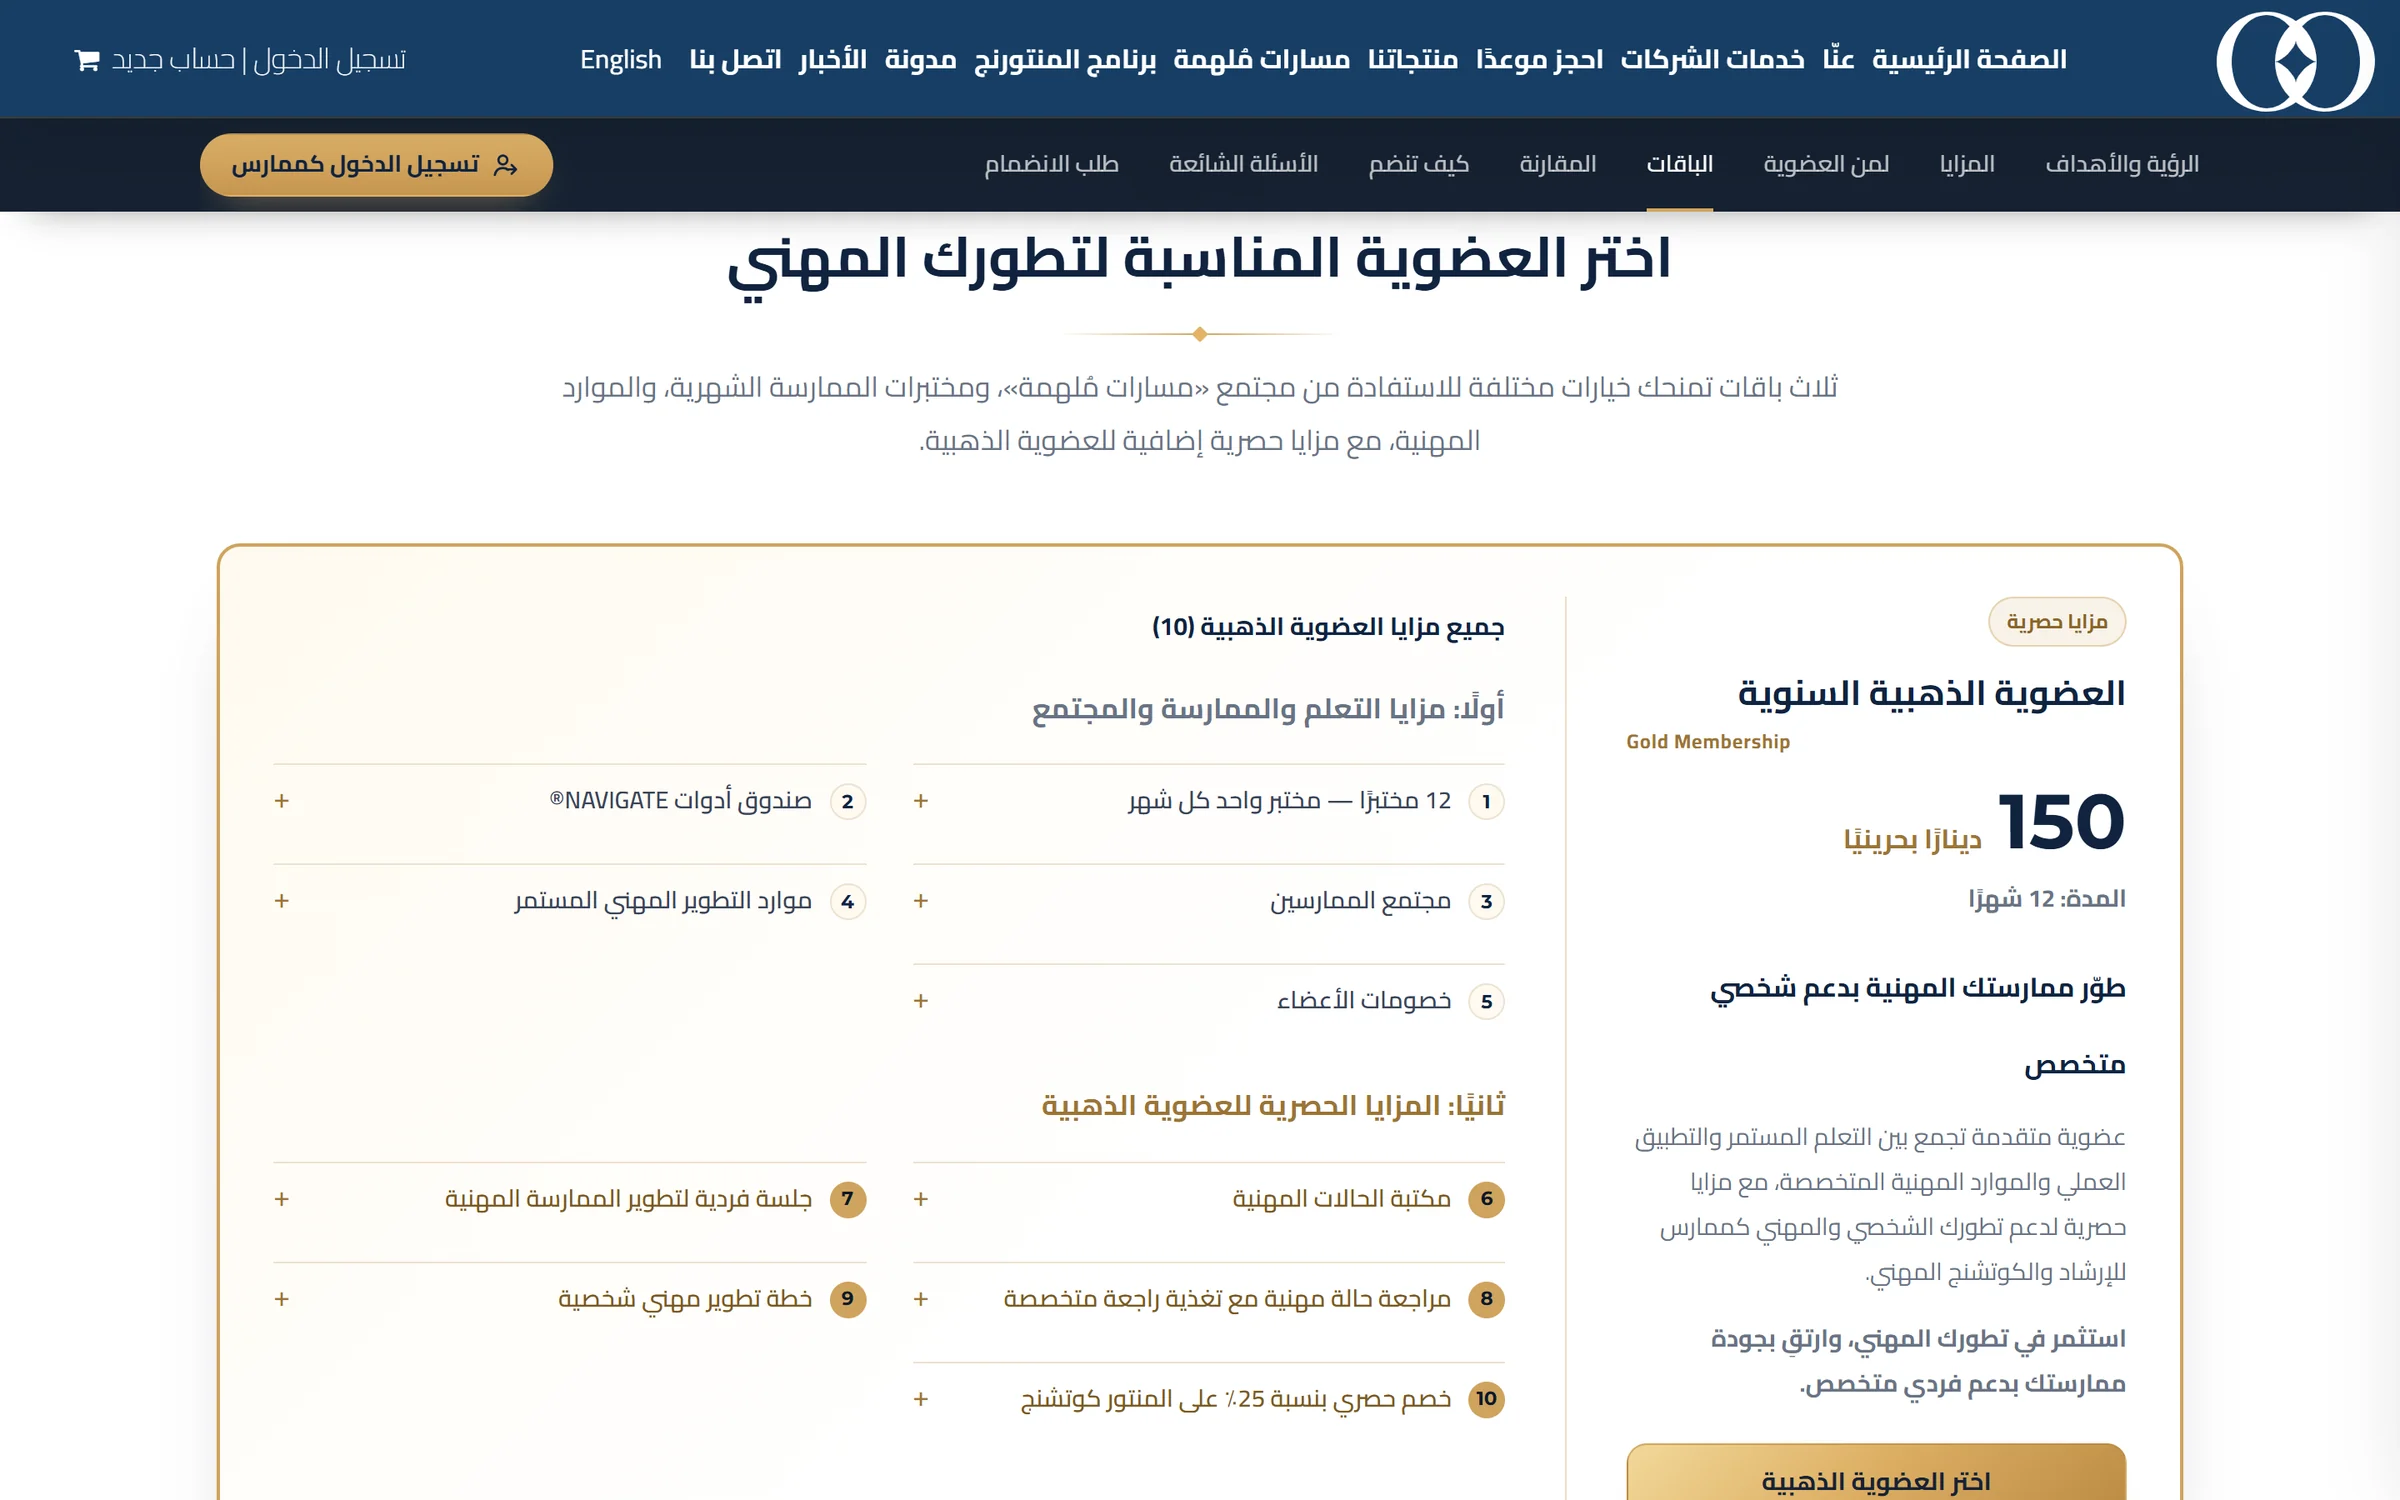 الصفحة الرئيسية عنّا خدمات الشركات احجز موعدًا منتجاتنا مسارات مُلهمة برنامج المنتورنج مدونة الأخبار اتصل بنا English
تسجيل الدخول | حساب جديد
الرؤية والأهداف المزايا لمن العضوية الباقات المقارنة كيف تنضم الأسئلة الشائعة طلب الانضمام
تسجيل الدخول كممارس
اختر العضوية المناسبة لتطورك المهني
ثلاث باقات تمنحك خيارات مختلفة للاستفادة من مجتمع «مسارات مُلهمة»، ومختبرات الممارسة الشهرية، والموارد
المهنية، مع مزايا حصرية إضافية للعضوية الذهبية.
مزايا حصرية
العضوية الذهبية السنوية
Gold Membership
150 دينارًا بحرينيًا
المدة: 12 شهرًا
طوّر ممارستك المهنية بدعم شخصي
متخصص
عضوية متقدمة تجمع بين التعلم المستمر والتطبيق
العملي والموارد المهنية المتخصصة، مع مزايا
حصرية لدعم تطورك الشخصي والمهني كممارس
للإرشاد والكوتشنج المهني.
استثمر في تطورك المهني، وارتقِ بجودة
ممارستك بدعم فردي متخصص.
اختر العضوية الذهبية
جميع مزايا العضوية الذهبية (10)
أولًا: مزايا التعلم والممارسة والمجتمع
1 12 مختبرًا — مختبر واحد كل شهر +
2 صندوق أدوات NAVIGATE® +
3 مجتمع الممارسين +
4 موارد التطوير المهني المستمر +
5 خصومات الأعضاء +
ثانيًا: المزايا الحصرية للعضوية الذهبية
6 مكتبة الحالات المهنية +
7 جلسة فردية لتطوير الممارسة المهنية +
8 مراجعة حالة مهنية مع تغذية راجعة متخصصة +
9 خطة تطوير مهني شخصية +
10 خصم حصري بنسبة 25٪ على المنتور كوتشنج +